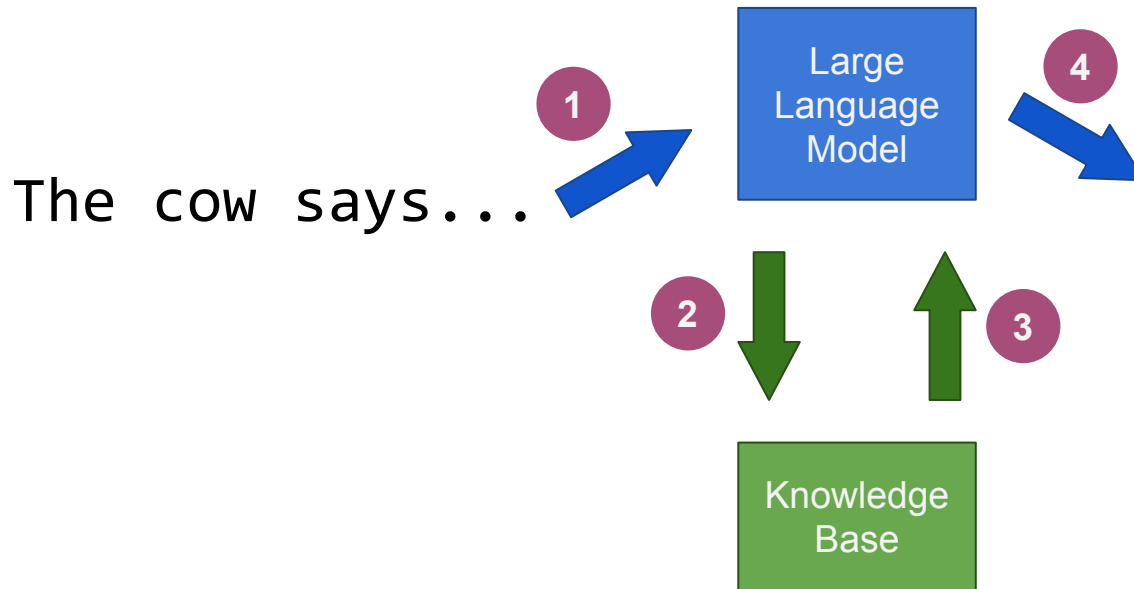 Large
Language
Model
4
1
The cow says...
2
3
Knowledge
Base